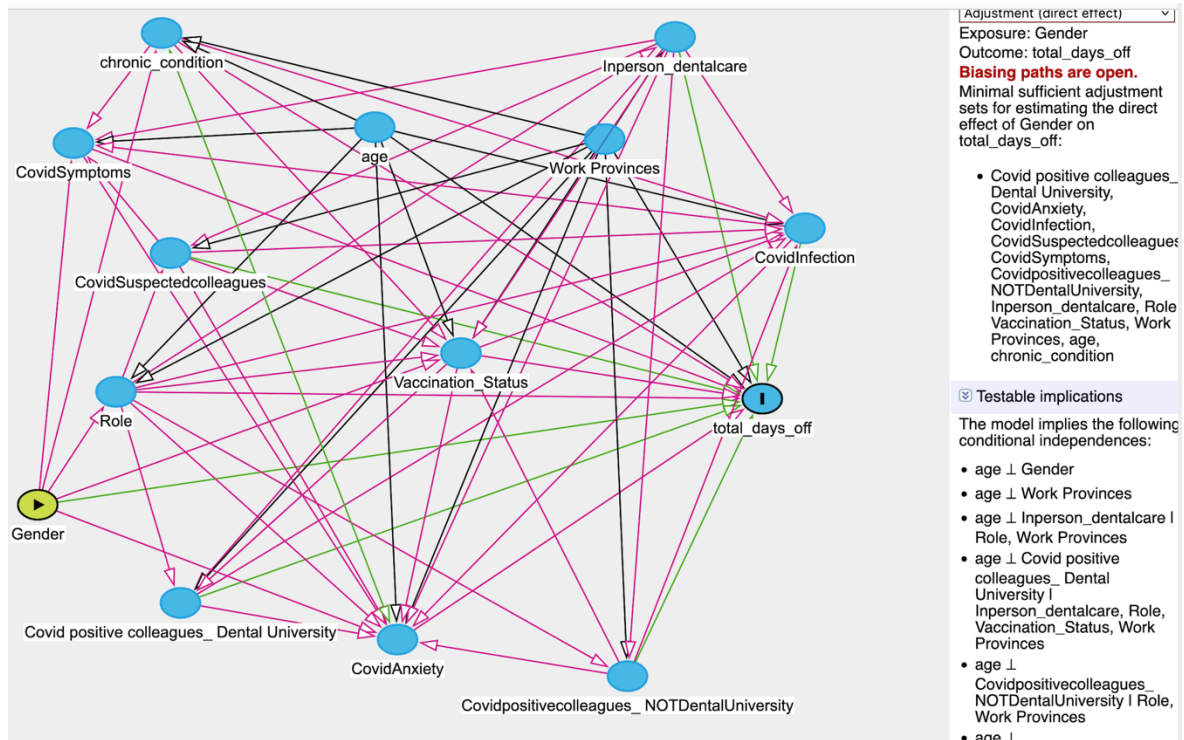 chronic_condition
Inperson_dentalcare
age
Work Provinces
CovidSymptoms
CovidInfection
CovidSuspectedcolleagues
Vaccination_Status
total_days_off
Role
Gender
Covid positive colleagues_ Dental University
CovidAnxiety
Covidpositivecolleagues_ NOTDentalUniversity
Adjustment (direct effect)
Exposure: Gender
Outcome: total_days_off
Biasing paths are open.
Minimal sufficient adjustment
sets for estimating the direct
effect of Gender on
total_days_off:
• Covid positive colleagues_
Dental University,
CovidAnxiety,
CovidInfection,
CovidSuspectedcolleagues
CovidSymptoms,
Covidpositivecolleagues_
NOTDentalUniversity,
Inperson_dentalcare, Role
Vaccination_Status, Work
Provinces, age,
chronic_condition
Testable implications
The model implies the following
conditional independences:
• age ⊥ Gender
• age ⊥ Work Provinces
• age ⊥ Inperson_dentalcare |
Role, Work Provinces
• age ⊥ Covid positive
colleagues_ Dental
University |
Inperson_dentalcare, Role,
Vaccination_Status, Work
Provinces
• age ⊥
Covidpositivecolleagues_
NOTDentalUniversity | Role,
Work Provinces
• age ⊥